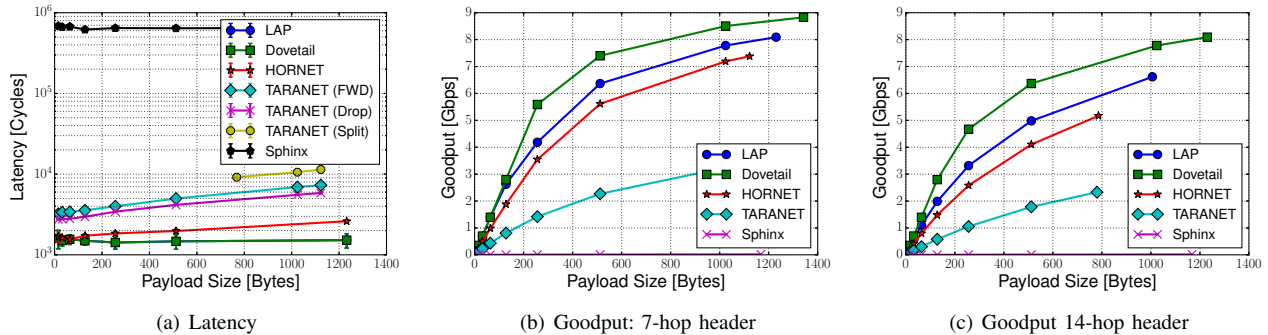 10^6
10^5
10^4
10^3
Latency [Cycles]
0 200 400 600 800 1000 1200 1400
Payload Size [Bytes]
LAP
Dovetail
HORNET
TARANET (FWD)
TARANET (Drop)
TARANET (Split)
Sphinx
(a) Latency
9
8
7
6
5
4
3
2
1
0
Goodput [Gbps]
0 200 400 600 800 1000 1200 1400
Payload Size [Bytes]
LAP
Dovetail
HORNET
TARANET
Sphinx
(b) Goodput: 7-hop header
9
8
7
6
5
4
3
2
1
0
Goodput [Gbps]
0 200 400 600 800 1000 1200 1400
Payload Size [Bytes]
LAP
Dovetail
HORNET
TARANET
Sphinx
(c) Goodput 14-hop header